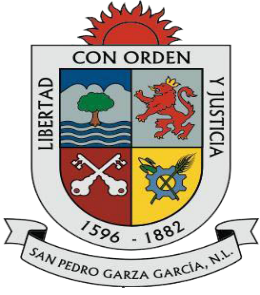 CON ORDEN
LIBERTAD
Y JUSTICIA
1596 - 1882
SAN PEDRO GARZA GARCÍA, N.L.